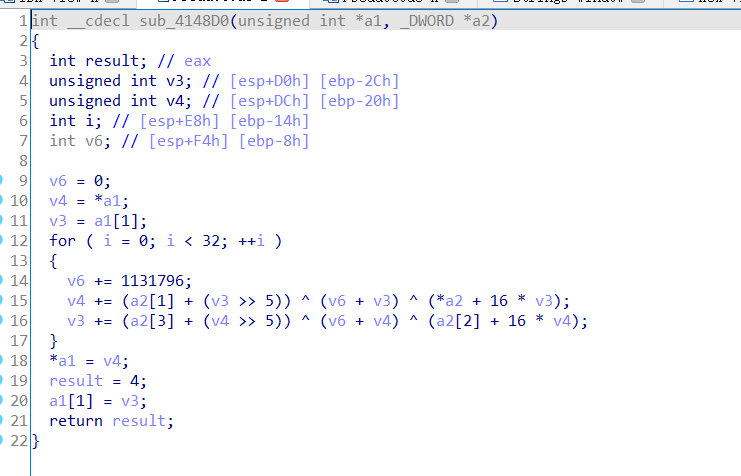 1 int __cdecl sub_4148D0(unsigned int *a1, _DWORD *a2)
2 {
3   int result; // eax
4   unsigned int v3; // [esp+D0h] [ebp-2Ch]
5   unsigned int v4; // [esp+DCh] [ebp-20h]
6   int i; // [esp+E8h] [ebp-14h]
7   int v6; // [esp+F4h] [ebp-8h]
8
9   v6 = 0;
10   v4 = *a1;
11   v3 = a1[1];
12   for ( i = 0; i < 32; ++i )
13   {
14     v6 += 1131796;
15     v4 += (a2[1] + (v3 >> 5)) ^ (v6 + v3) ^ (*a2 + 16 * v3);
16     v3 += (a2[3] + (v4 >> 5)) ^ (v6 + v4) ^ (a2[2] + 16 * v4);
17   }
18   *a1 = v4;
19   result = 4;
20   a1[1] = v3;
21   return result;
22 }